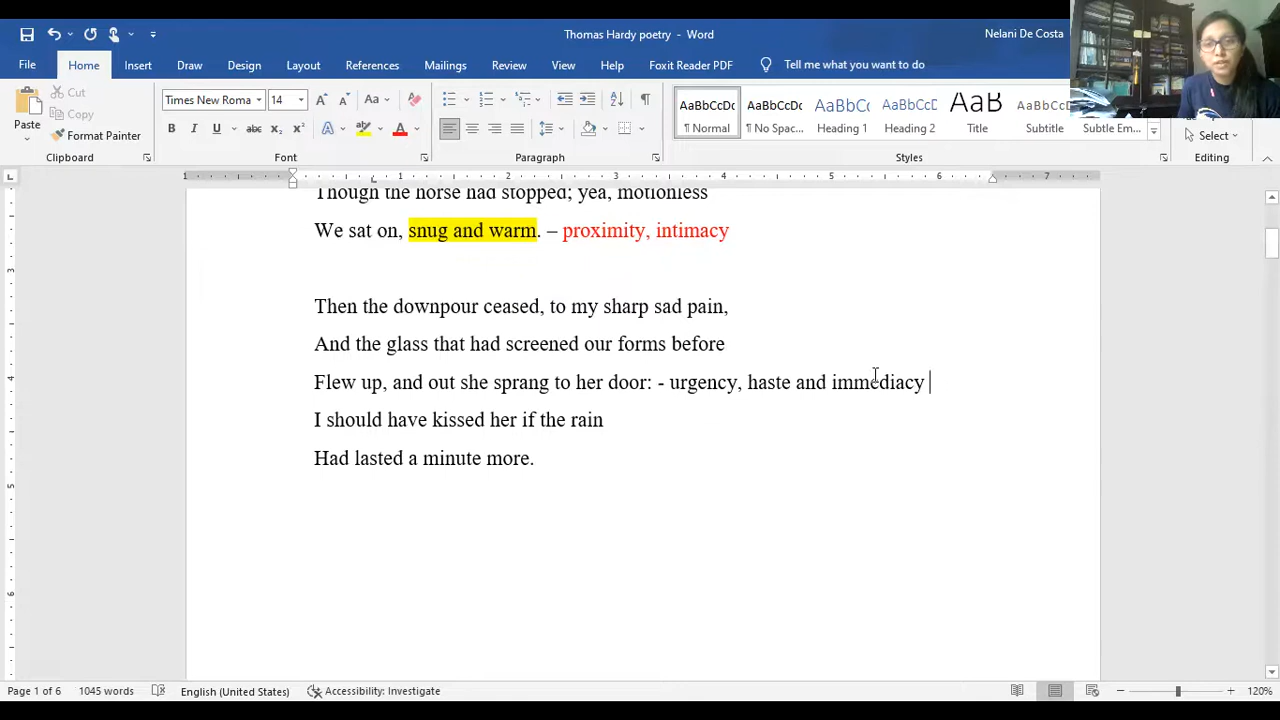 Thomas Hardy poetry - Word
Nelani De Costa
File Home Insert Draw Design Layout References Mailings Review View Help Foxit Reader PDF Tell me what you want to do
Paste
Cut
Copy
Format Painter
Clipboard
Times New Roma 14
Font
Paragraph
AaBbCcDc ¶ Normal
AaBbCcDc ¶ No Spac...
AaBbCcD Heading 1
AaBbCcD Heading 2
AaB Title
AaBbCcDc Subtitle
Subtle Em...
Styles
Select
Editing
Though the horse had stopped; yea, motionless
We sat on, snug and warm. – proximity, intimacy
Then the downpour ceased, to my sharp sad pain,
And the glass that had screened our forms before
Flew up, and out she sprang to her door: - urgency, haste and immediacy
I should have kissed her if the rain
Had lasted a minute more.
Page 1 of 6 1045 words English (United States) Accessibility: Investigate 120%